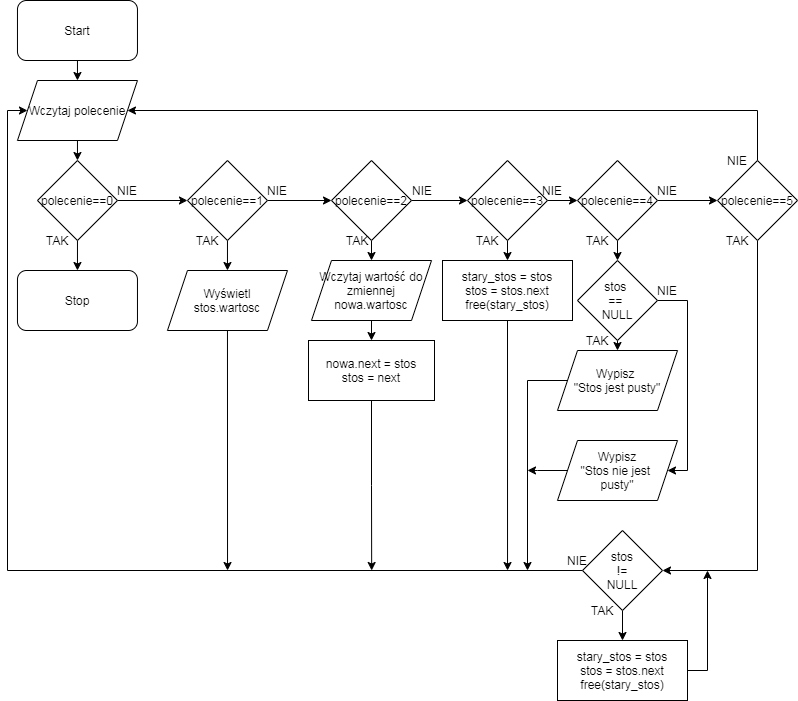 Start
Wczytaj polecenie
polecenie==0
NIE
polecenie==1
NIE
polecenie==2
NIE
polecenie==3
NIE
polecenie==4
NIE
NIE
polecenie==5
TAK
TAK
TAK
TAK
TAK
TAK
Stop
Wyświetl
stos.wartosc
Wczytaj wartość do
zmiennej
nowa.wartosc
nowa.next = stos
stos = next
stary_stos = stos
stos = stos.next
free(stary_stos)
stos
==
NULL
NIE
TAK
Wypisz
"Stos jest pusty"
Wypisz
"Stos nie jest
pusty"
NIE
stos
!=
NULL
TAK
stary_stos = stos
stos = stos.next
free(stary_stos)